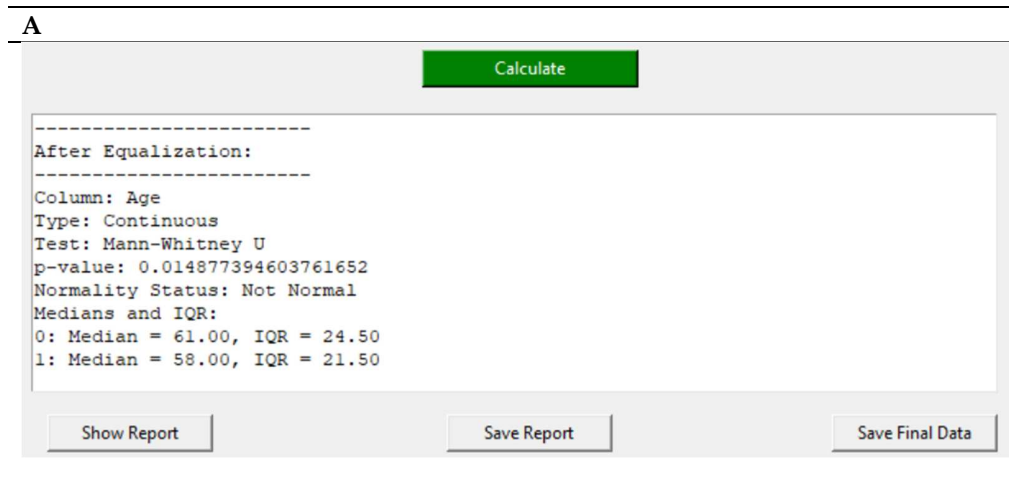 A
Calculate
------------------------
After Equalization:
------------------------
Column: Age
Type: Continuous
Test: Mann-Whitney U
p-value: 0.014877394603761652
Normality Status: Not Normal
Medians and IQR:
0: Median = 61.00, IQR = 24.50
1: Median = 58.00, IQR = 21.50
Show Report Save Report Save Final Data